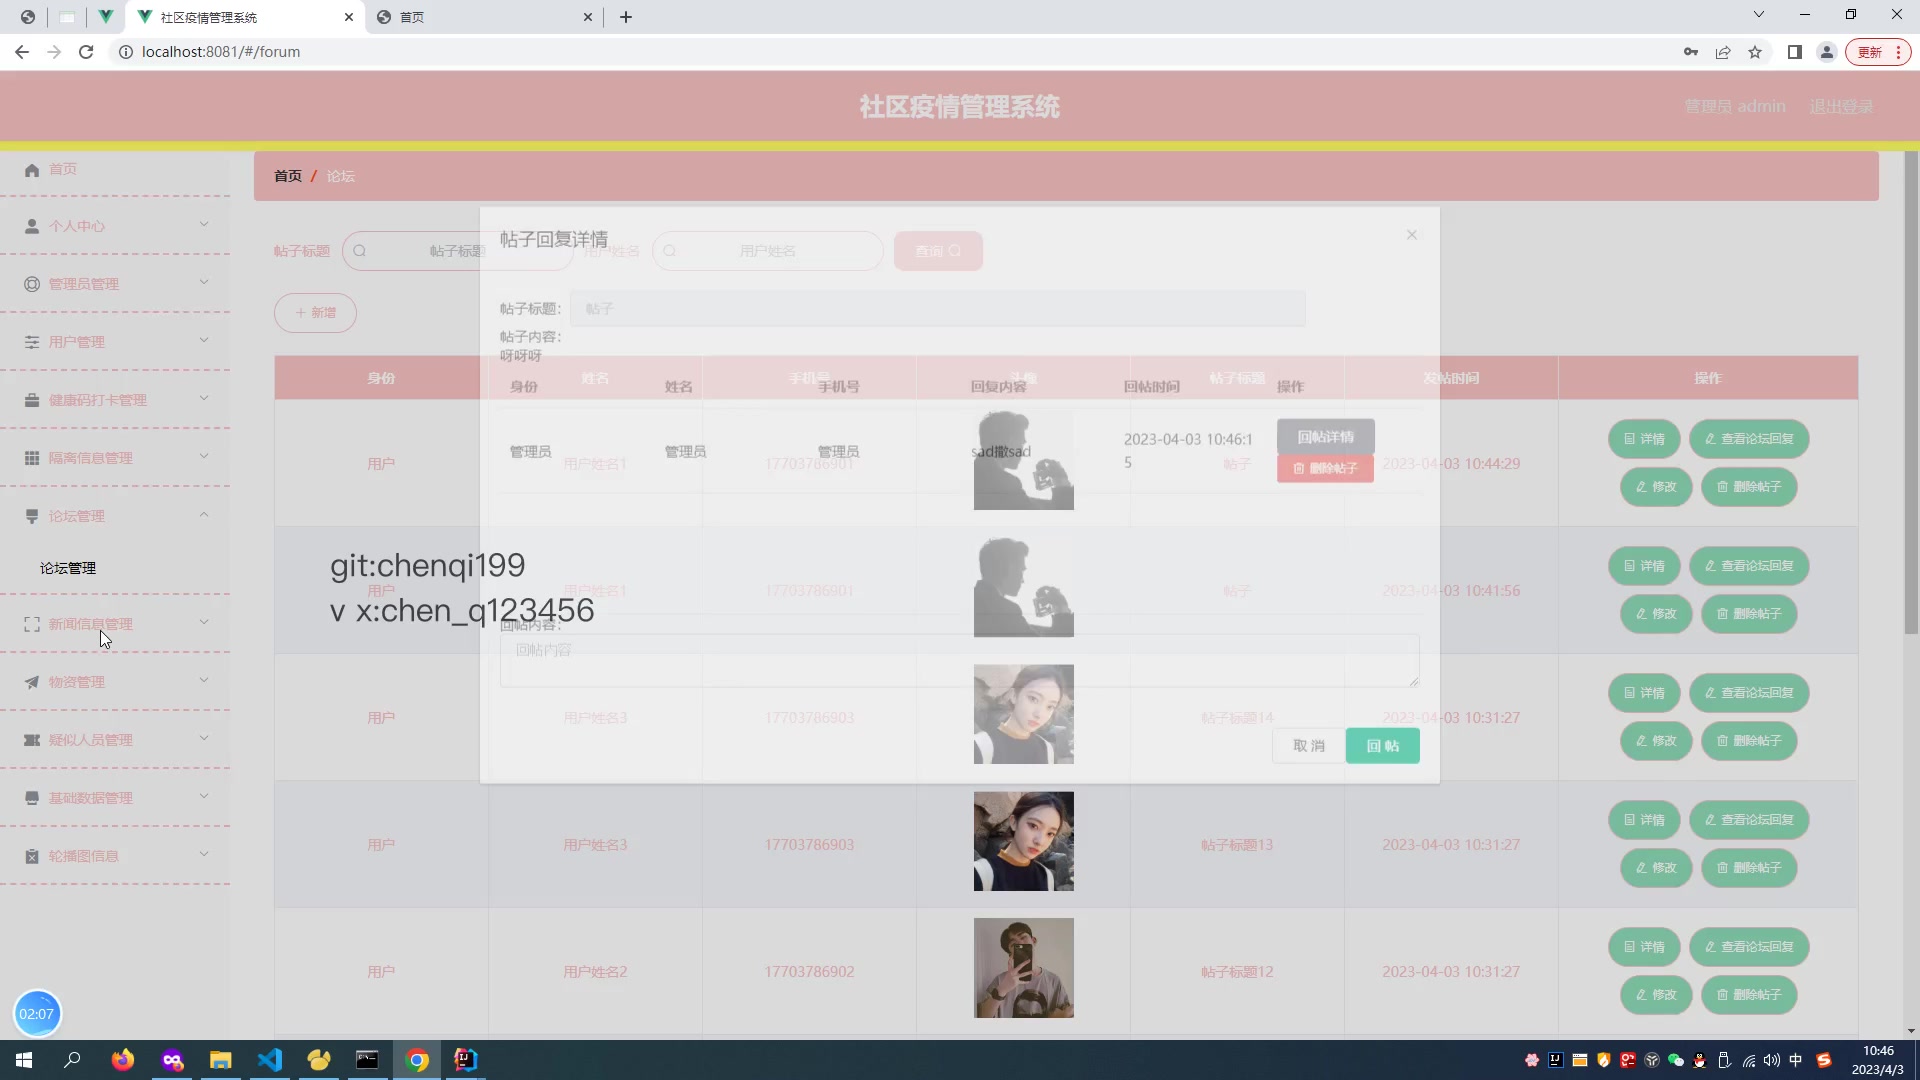 社区疫情管理系统
首页
localhost:8081/#/forum
更新
社区疫情管理系统
管理员 admin
退出登录
首页
个人中心
管理员管理
用户管理
健康码打卡管理
隔离信息管理
论坛管理
论坛管理
新闻信息管理
物资管理
疑似人员管理
基础数据管理
轮播图信息
首页 / 论坛
帖子标题 帖子标题 用户姓名 用户姓名 查询
+ 新增
身份 姓名 手机号 头像 帖子标题 发帖时间 操作
用户 用户姓名1 17703786901 帖子 2023-04-03 10:44:29 详情 查看论坛回复
修改 删除帖子
用户 用户姓名1 17703786901 帖子 2023-04-03 10:41:56 详情 查看论坛回复
修改 删除帖子
用户 用户姓名3 17703786903 帖子标题14 2023-04-03 10:31:27 详情 查看论坛回复
修改 删除帖子
用户 用户姓名3 17703786903 帖子标题13 2023-04-03 10:31:27 详情 查看论坛回复
修改 删除帖子
用户 用户姓名2 17703786902 帖子标题12 2023-04-03 10:31:27 详情 查看论坛回复
修改 删除帖子
帖子回复详情
帖子标题: 帖子
帖子内容:
呀呀呀
身份 姓名 手机号 回复内容 回帖时间 操作
管理员 管理员 管理员 sad撒sad 2023-04-03 10:46:1
5
回帖详情
删除帖子
回帖内容:
回帖内容
取 消 回 帖
git:chenqi199
v x:chen_q123456
02:07
中
10:46
2023/4/3